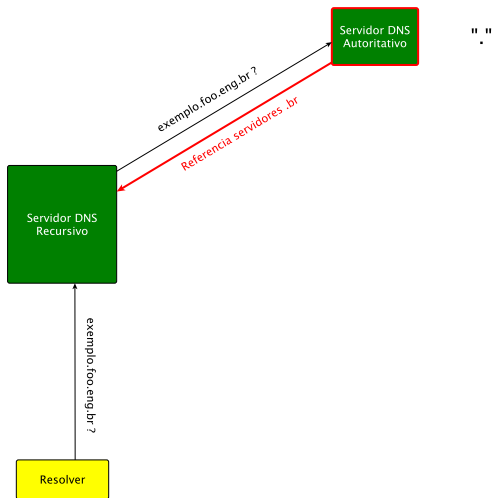 Servidor DNS
Autoritativo
"."
exemplo.foo.eng.br ?
Referencia servidores .br
Servidor DNS
Recursivo
exemplo.foo.eng.br ?
Resolver